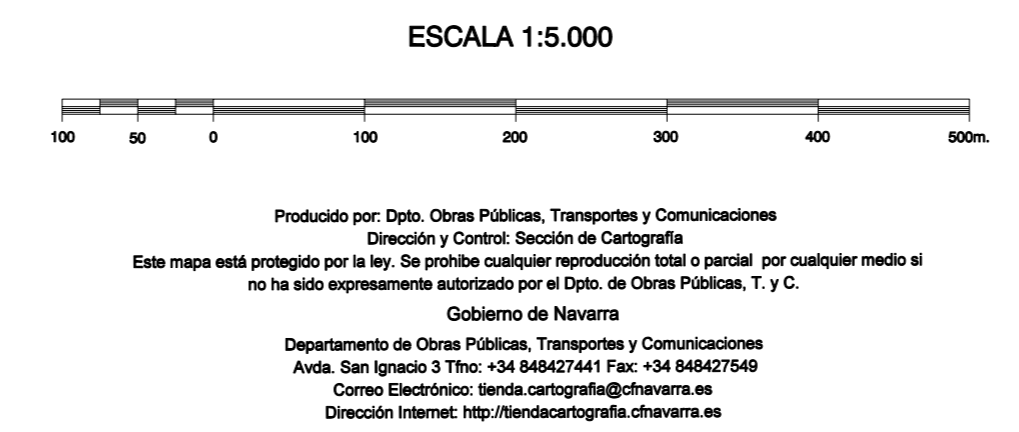 ESCALA 1:5.000
100 50 0 100 200 300 400 500m.
Producido por: Dpto. Obras Públicas, Transportes y Comunicaciones
Dirección y Control: Sección de Cartografía
Este mapa está protegido por la ley. Se prohibe cualquier reproducción total o parcial por cualquier medio si
no ha sido expresamente autorizado por el Dpto. de Obras Públicas, T. y C.
Gobierno de Navarra
Departamento de Obras Públicas, Transportes y Comunicaciones
Avda. San Ignacio 3 Tfno: +34 848427441 Fax: +34 848427549
Correo Electrónico: tienda.cartografia@cfnavarra.es
Dirección Internet: http://tiendacartografia.cfnavarra.es